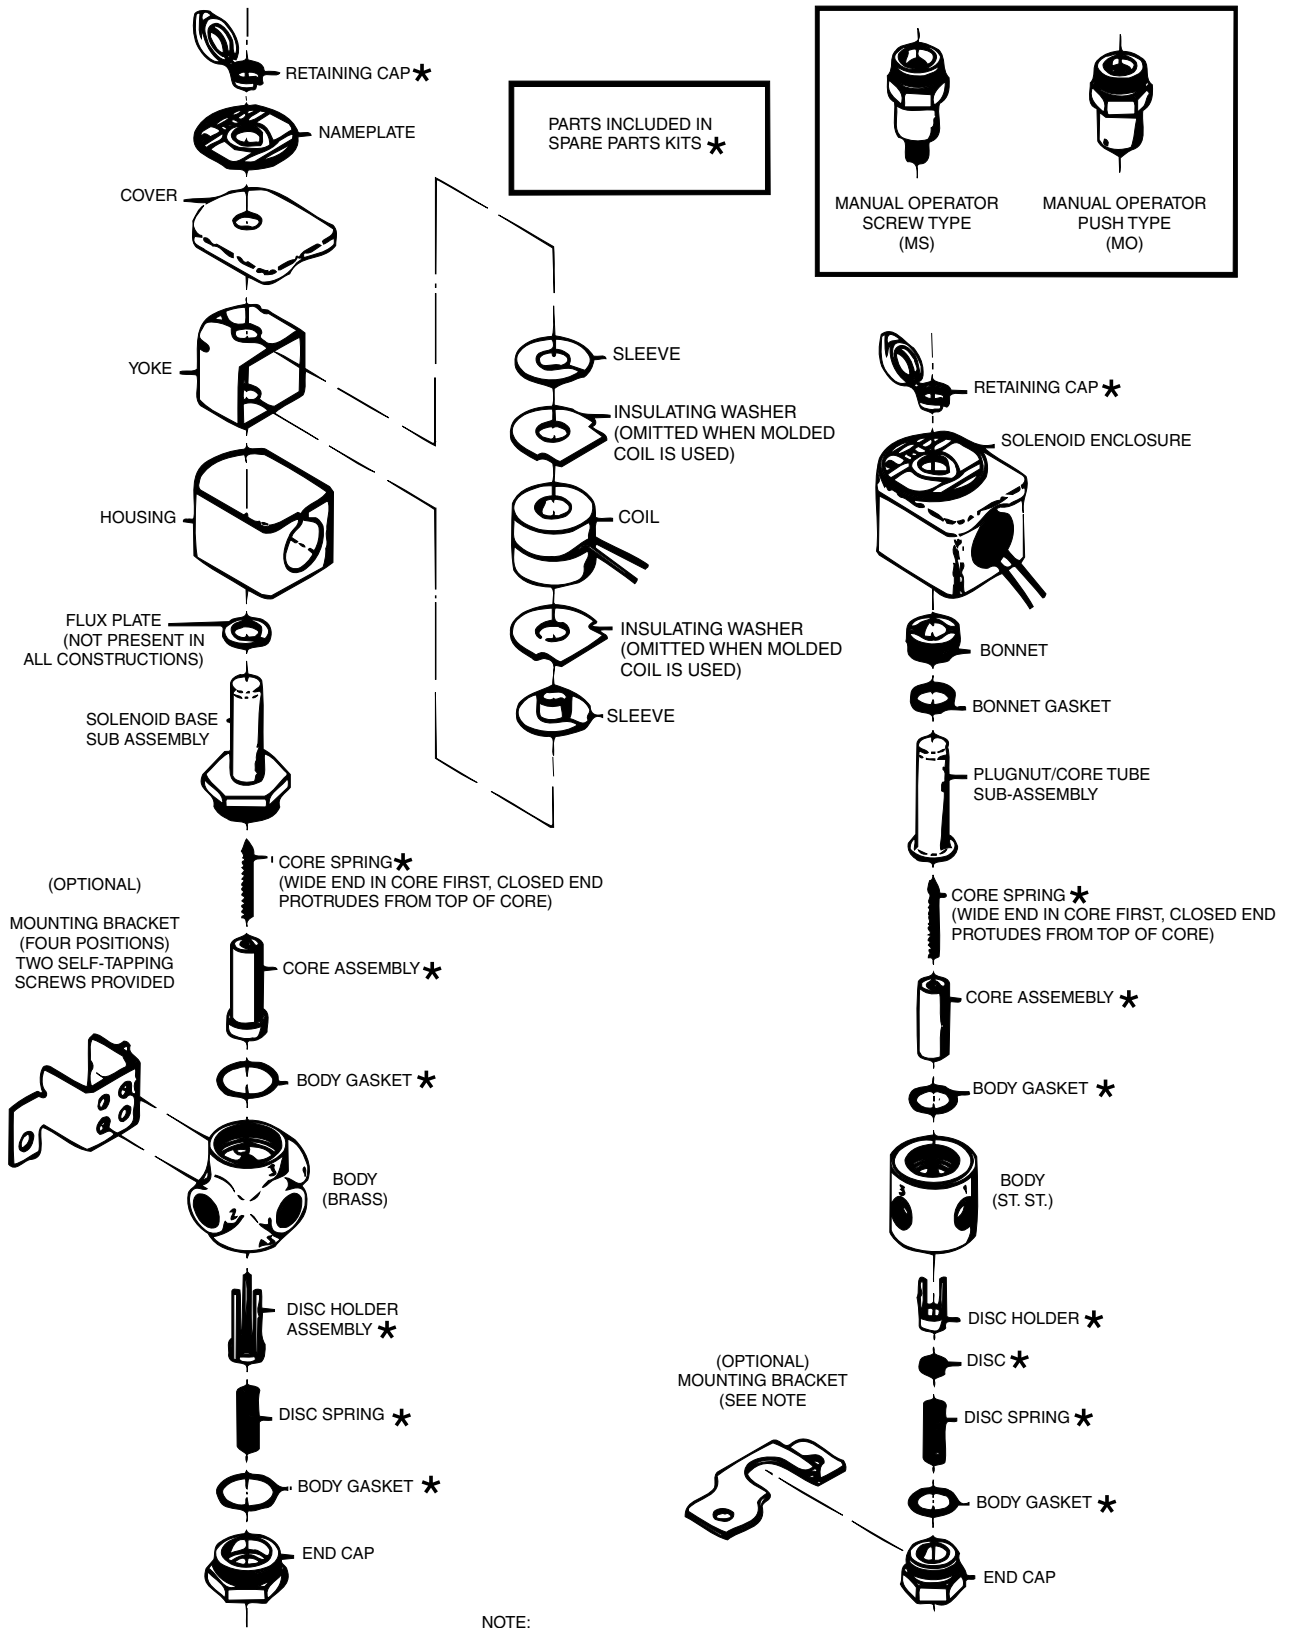 RETAINING CAP *
NAMEPLATE
COVER
YOKE
HOUSING
FLUX PLATE
(NOT PRESENT IN
ALL CONSTRUCTIONS)
SOLENOID BASE
SUB ASSEMBLY
CORE SPRING *
(WIDE END IN CORE FIRST, CLOSED END
PROTRUDES FROM TOP OF CORE)
(OPTIONAL)
MOUNTING BRACKET
(FOUR POSITIONS)
TWO SELF-TAPPING
SCREWS PROVIDED
CORE ASSEMBLY *
BODY GASKET *
BODY
(BRASS)
3
1
2
DISC HOLDER
ASSEMBLY *
DISC SPRING *
BODY GASKET *
END CAP
PARTS INCLUDED IN
SPARE PARTS KITS *
SLEEVE
INSULATING WASHER
(OMITTED WHEN MOLDED
COIL IS USED)
COIL
INSULATING WASHER
(OMITTED WHEN MOLDED
COIL IS USED)
SLEEVE
MANUAL OPERATOR
SCREW TYPE
(MS)
MANUAL OPERATOR
PUSH TYPE
(MO)
RETAINING CAP *
SOLENOID ENCLOSURE
BONNET
BONNET GASKET
PLUGNUT/CORE TUBE
SUB-ASSEMBLY
CORE SPRING *
(WIDE END IN CORE FIRST, CLOSED END
PROTUDES FROM TOP OF CORE)
CORE ASSEMEBLY *
BODY GASKET *
3
1
BODY
(ST. ST.)
DISC HOLDER *
DISC *
(OPTIONAL)
MOUNTING BRACKET
(SEE NOTE
DISC SPRING *
BODY GASKET *
END CAP
NOTE: